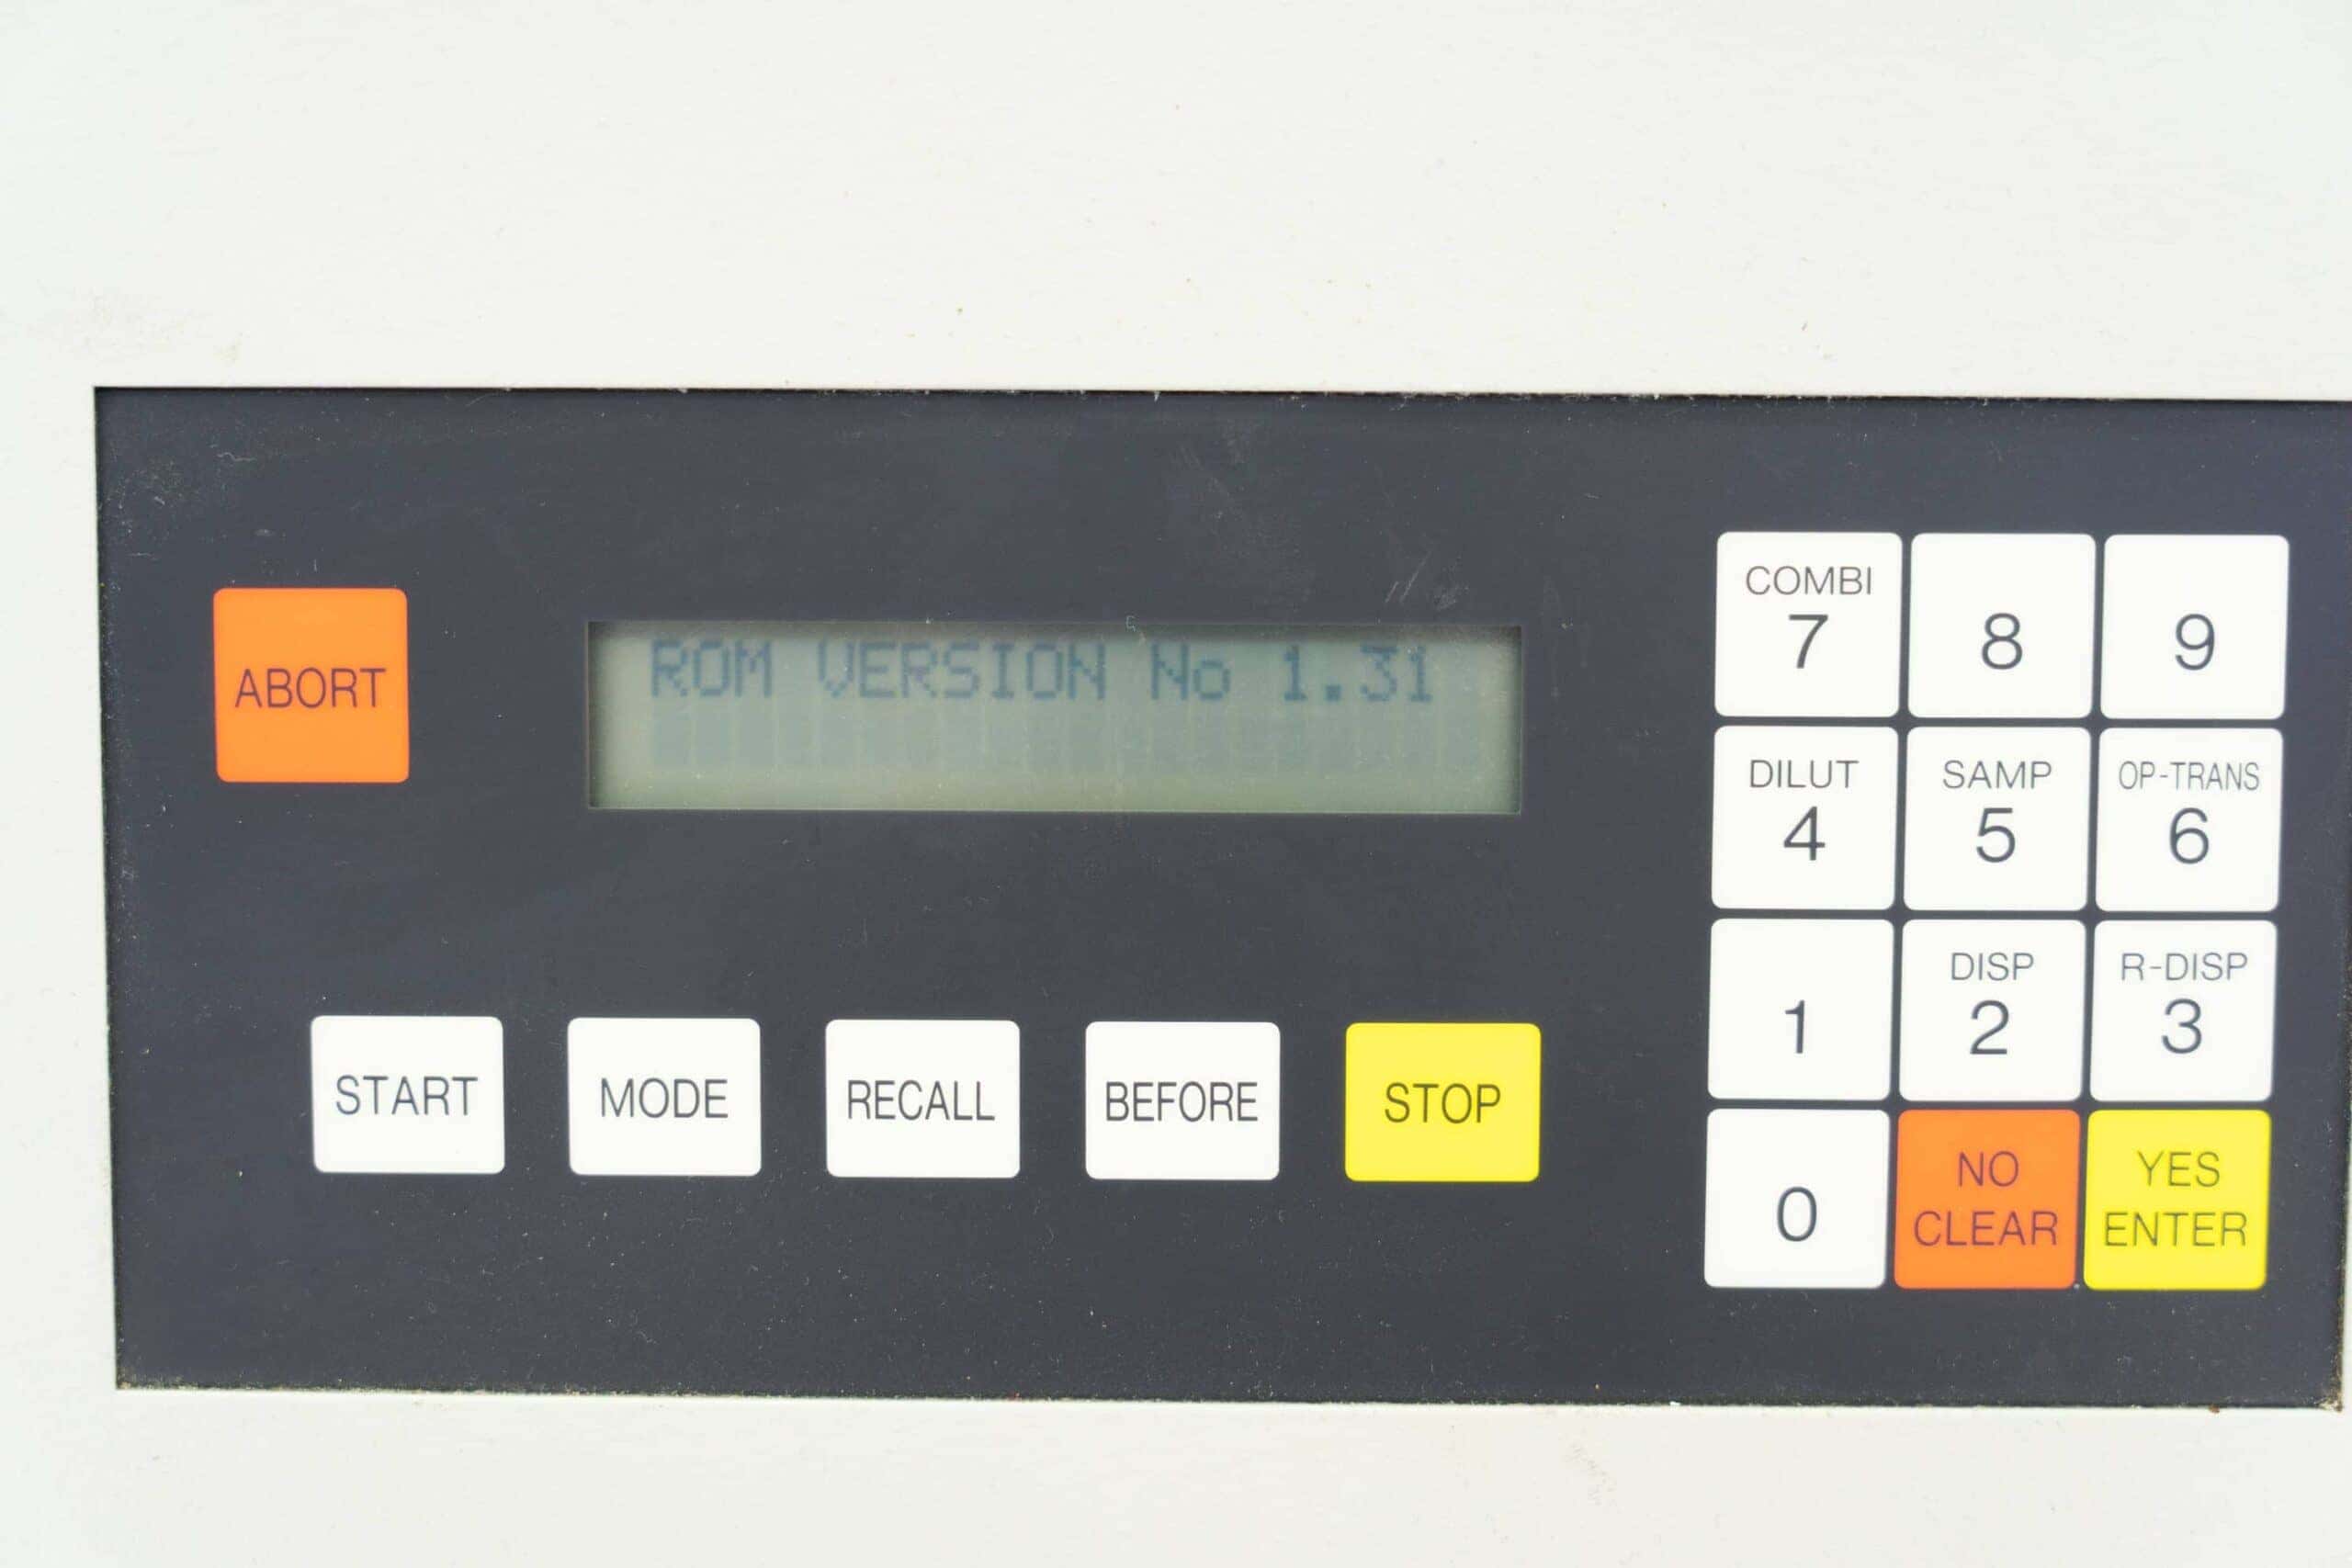 ROM VERSION No 1.31
ABORT
START
MODE
RECALL
BEFORE
STOP
COMBI
7
8
9
DILUT
4
SAMP
5
OP-TRANS
6
1
DISP
2
R-DISP
3
0
NO
CLEAR
YES
ENTER